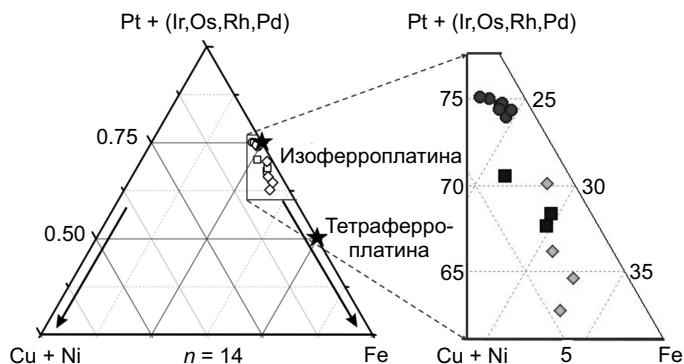 Pt + (Ir,Os,Rh,Pd)
0.75
0.50
Изоферроплатина
Тетраферро-
платина
Cu + Ni
n = 14
Fe
Pt + (Ir,Os,Rh,Pd)
75
25
70
30
65
35
Cu + Ni
5
Fe